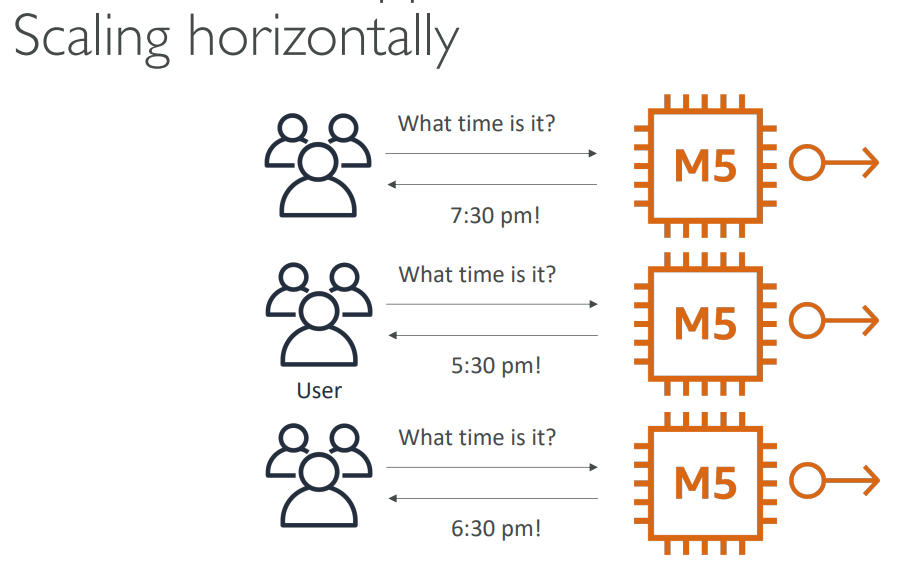 Scaling horizontally
What time is it?
M5
7:30 pm!
What time is it?
M5
5:30 pm!
User
What time is it?
M5
6:30 pm!